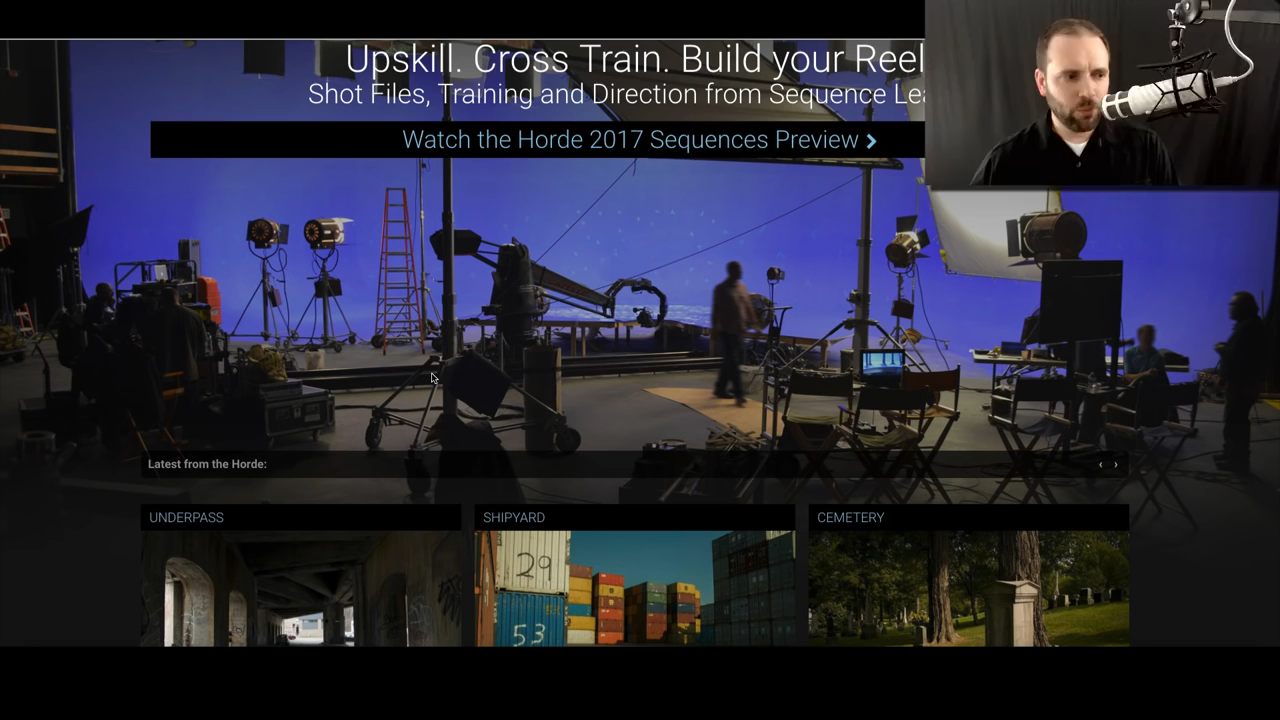 Upskill. Cross Train. Build your Reel
Shot Files, Training and Direction from Sequence
Watch the Horde 2017 Sequences Preview >
Latest from the Horde:
‹ ›
UNDERPASS
SHIPYARD
CEMETERY
29
53